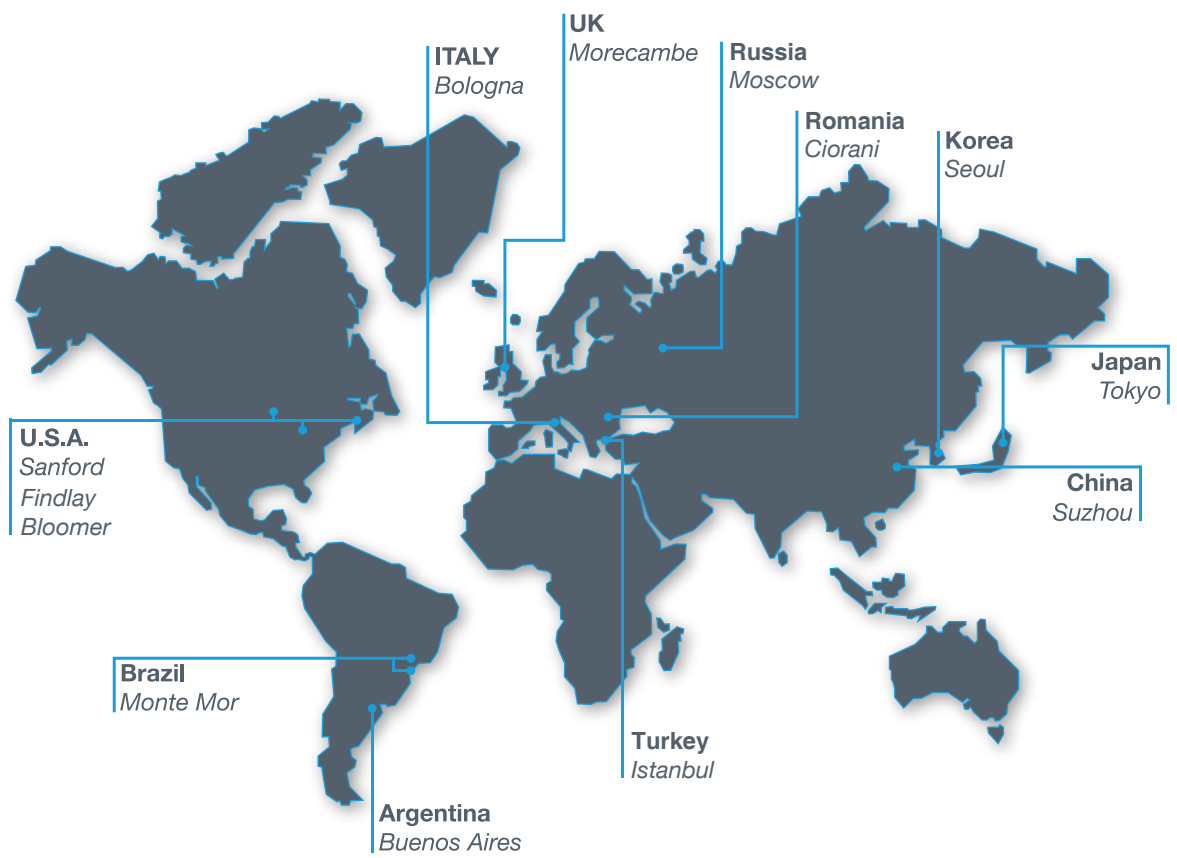 UK
Morecambe
ITALY
Bologna
Russia
Moscow
Romania
Ciorani
Korea
Seoul
Japan
Tokyo
U.S.A.
Sanford
Findlay
Bloomer
China
Suzhou
Brazil
Monte Mor
Turkey
Istanbul
Argentina
Buenos Aires